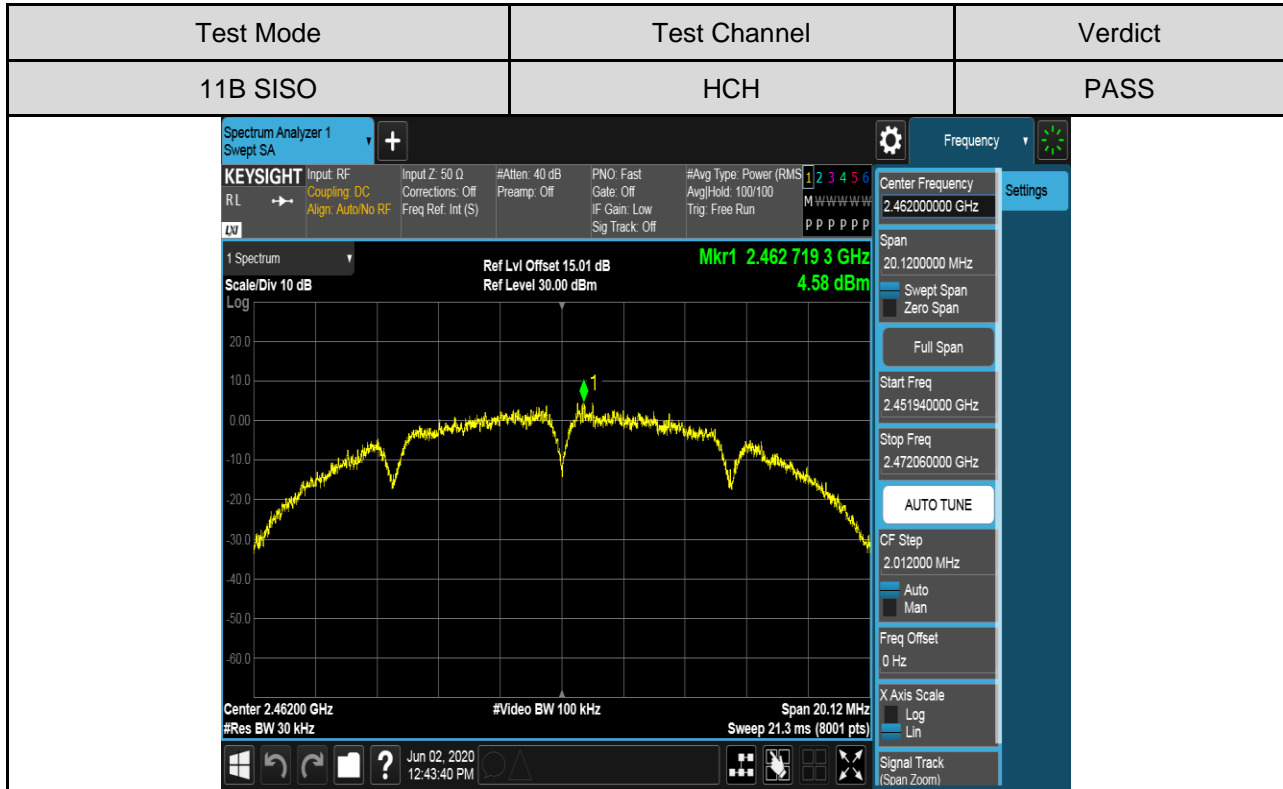 Test Mode Test Channel Verdict
11B SISO HCH PASS
Spectrum Analyzer 1
Swept SA
+
Frequency
KEYSIGHT Input: RF Input Z: 50 Ω #Atten: 40 dB PNO: Fast #Avg Type: Power (RMS 1 2 3 4 5 6
RL Coupling: DC Corrections: Off Preamp: Off Gate: Off Avg|Hold: 100/100 M W W W W W
Align: Auto/No RF Freq Ref: Int (S) IF Gain: Low Trig: Free Run
LXI Sig Track: Off P P P P P P
1 Spectrum
Scale/Div 10 dB
Ref Lvl Offset 15.01 dB
Ref Level 30.00 dBm
Mkr1 2.462 719 3 GHz
4.58 dBm
Log
20.0
10.0
0.00
-10.0
-20.0
-30.0
-40.0
-50.0
-60.0
1
Center 2.46200 GHz #Video BW 100 kHz Span 20.12 MHz
#Res BW 30 kHz Sweep 21.3 ms (8001 pts)
?
Jun 02, 2020
12:43:40 PM
Center Frequency
2.462000000 GHz
Settings
Span
20.1200000 MHz
Swept Span
Zero Span
Full Span
Start Freq
2.451940000 GHz
Stop Freq
2.472060000 GHz
AUTO TUNE
CF Step
2.012000 MHz
Auto
Man
Freq Offset
0 Hz
X Axis Scale
Log
Lin
Signal Track
(Span Zoom)